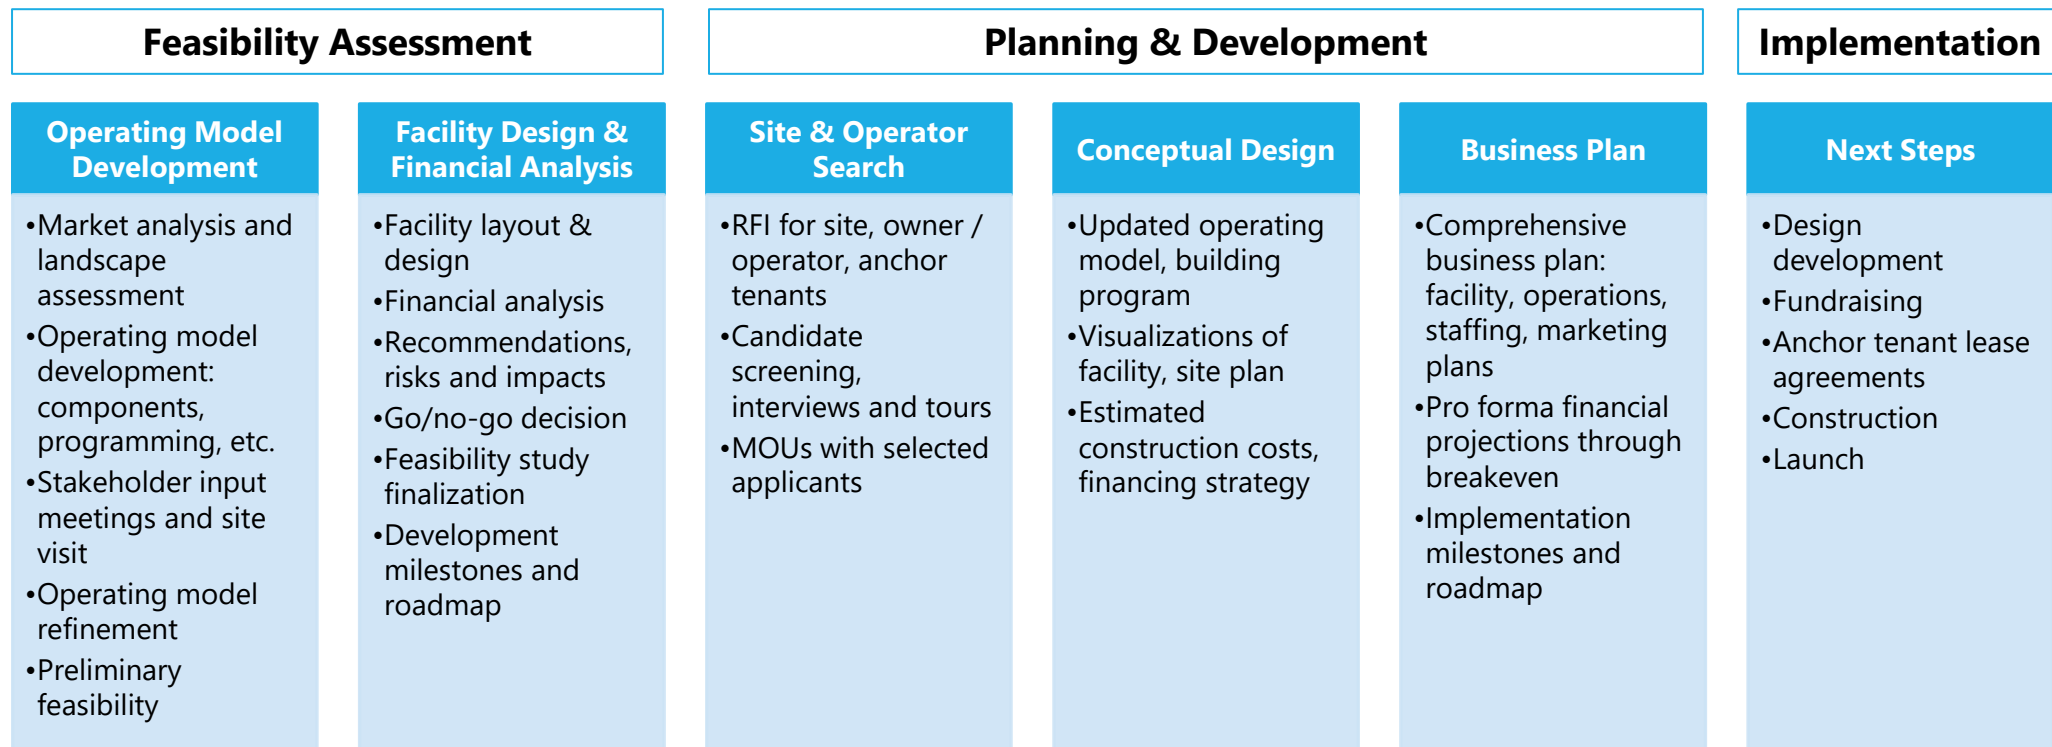 Feasibility Assessment
Planning & Development
Implementation
Operating Model
Development
•Market analysis and
landscape
assessment
•Operating model
development:
components,
programming, etc.
•Stakeholder input
meetings and site
visit
•Operating model
refinement
•Preliminary
feasibility
Facility Design &
Financial Analysis
•Facility layout &
design
•Financial analysis
•Recommendations,
risks and impacts
•Go/no-go decision
•Feasibility study
finalization
•Development
milestones and
roadmap
Site & Operator
Search
•RFI for site, owner /
operator, anchor
tenants
•Candidate
screening,
interviews and tours
•MOUs with selected
applicants
Conceptual Design
•Updated operating
model, building
program
•Visualizations of
facility, site plan
•Estimated
construction costs,
financing strategy
Business Plan
•Comprehensive
business plan:
facility, operations,
staffing, marketing
plans
•Pro forma financial
projections through
breakeven
•Implementation
milestones and
roadmap
Next Steps
•Design
development
•Fundraising
•Anchor tenant lease
agreements
•Construction
•Launch